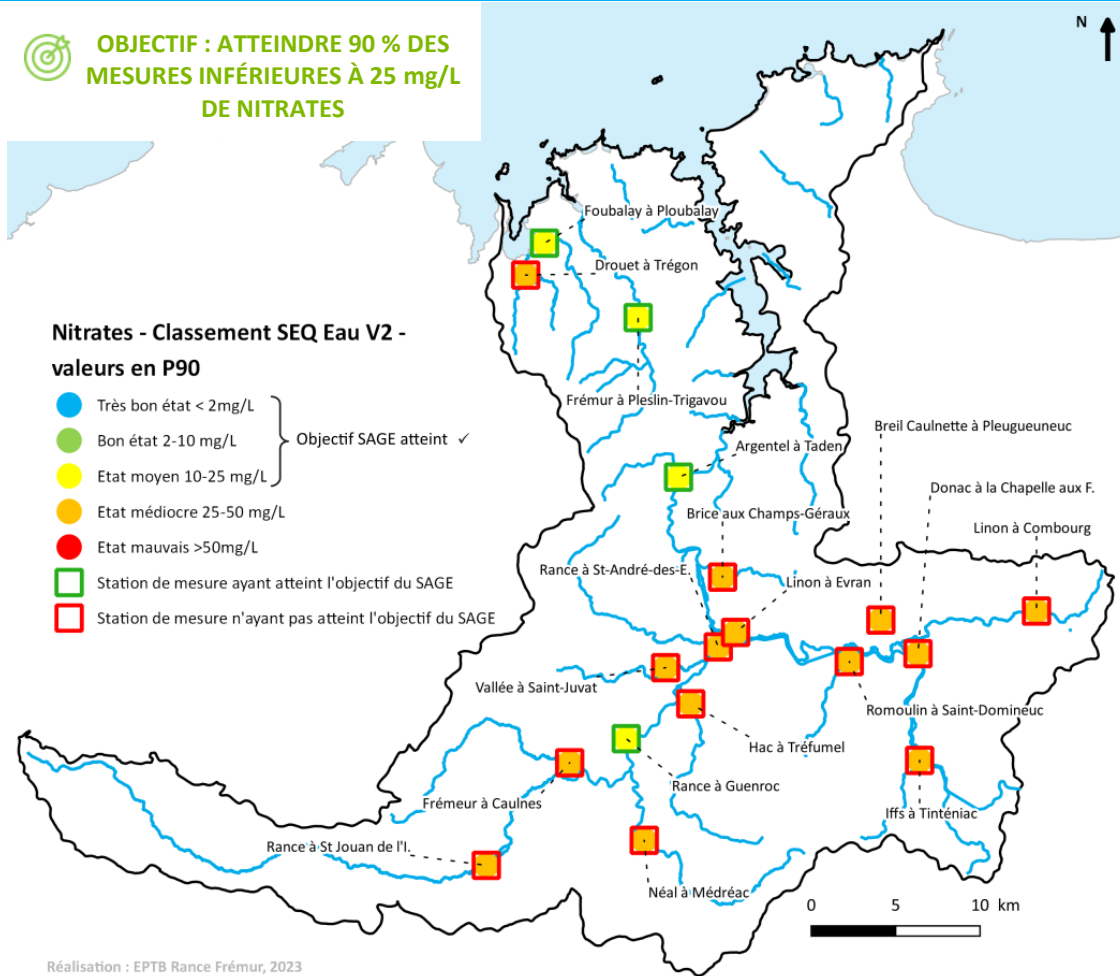 OBJECTIF : ATTEINDRE 90 % DES
MESURES INFÉRIEURES À 25 mg/L
DE NITRATES
N
Foubalay à Ploubalay
Drouet à Trégon
Nitrates - Classement SEQ Eau V2 -
valeurs en P90
Très bon état < 2mg/L
Bon état 2-10 mg/L
Objectif SAGE atteint ✓
Etat moyen 10-25 mg/L
Etat médiocre 25-50 mg/L
Etat mauvais >50mg/L
Station de mesure ayant atteint l'objectif du SAGE
Station de mesure n'ayant pas atteint l'objectif du SAGE
Frémur à Pleslin-Trigavou
Argentel à Taden
Breil Caulnette à Pleugueuneuc
Donac à la Chapelle aux F.
Brice aux Champs-Géraux
Linon à Combourg
Rance à St-André-des-E.
Linon à Evran
Vallée à Saint-Juvat
Romoulin à Saint-Domineuc
Hac à Tréfumel
Rance à Guenroc
Frémeur à Caulnes
Iffs à Tinténiac
Rance à St Jouan de l'I.
Néal à Médréac
0 5 10 km
Réalisation : EPTB Rance Frémur, 2023